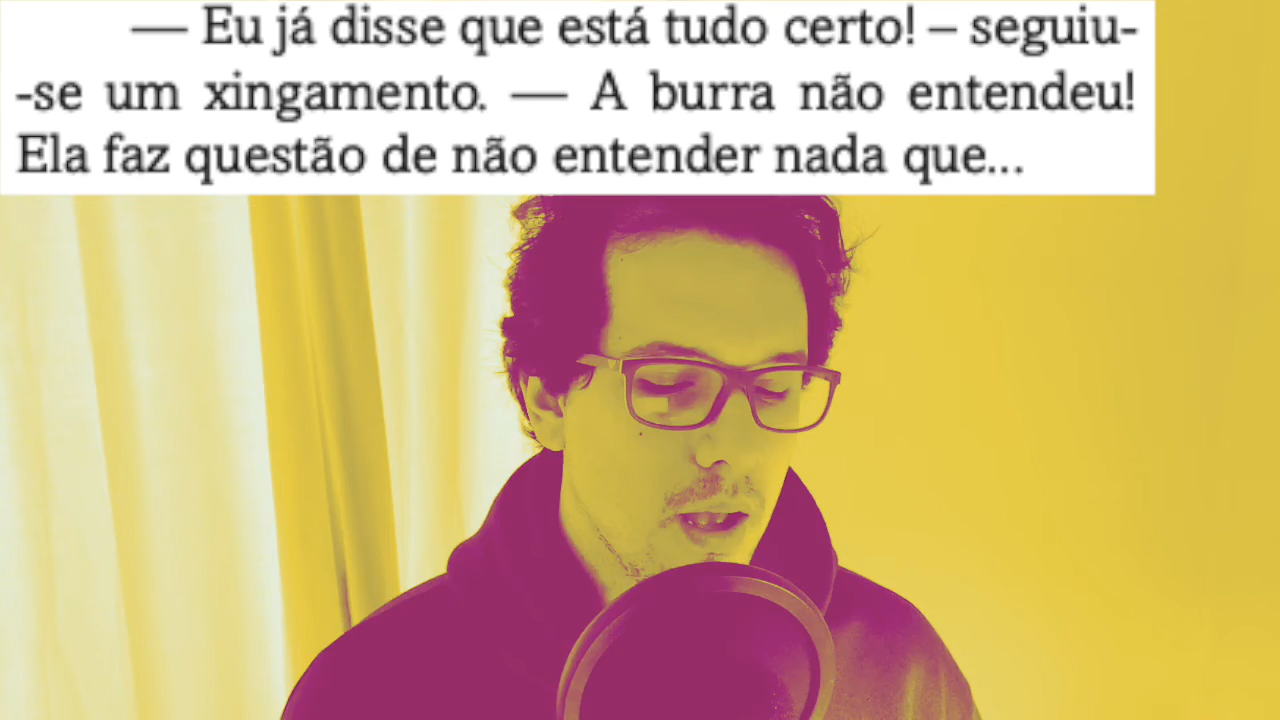 — Eu já disse que está tudo certo! – seguiu-
-se um xingamento. — A burra não entendeu!
Ela faz questão de não entender nada que...